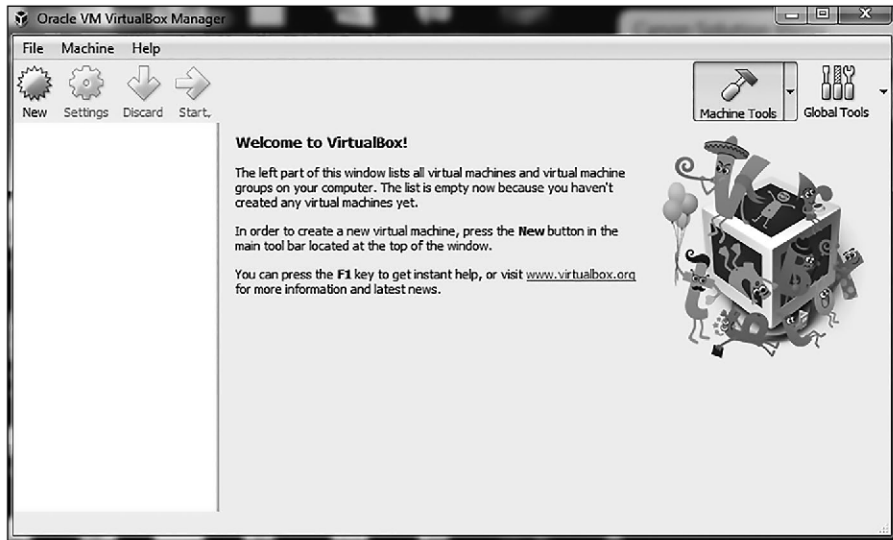 Oracle VM VirtualBox Manager
File Machine Help
New Settings Discard Start.
Machine Tools Global Tools
Welcome to VirtualBox!
The left part of this window lists all virtual machines and virtual machine
groups on your computer. The list is empty now because you haven't
created any virtual machines yet.
In order to create a new virtual machine, press the New button in the
main tool bar located at the top of the window.
You can press the F1 key to get instant help, or visit www.virtualbox.org
for more information and latest news.